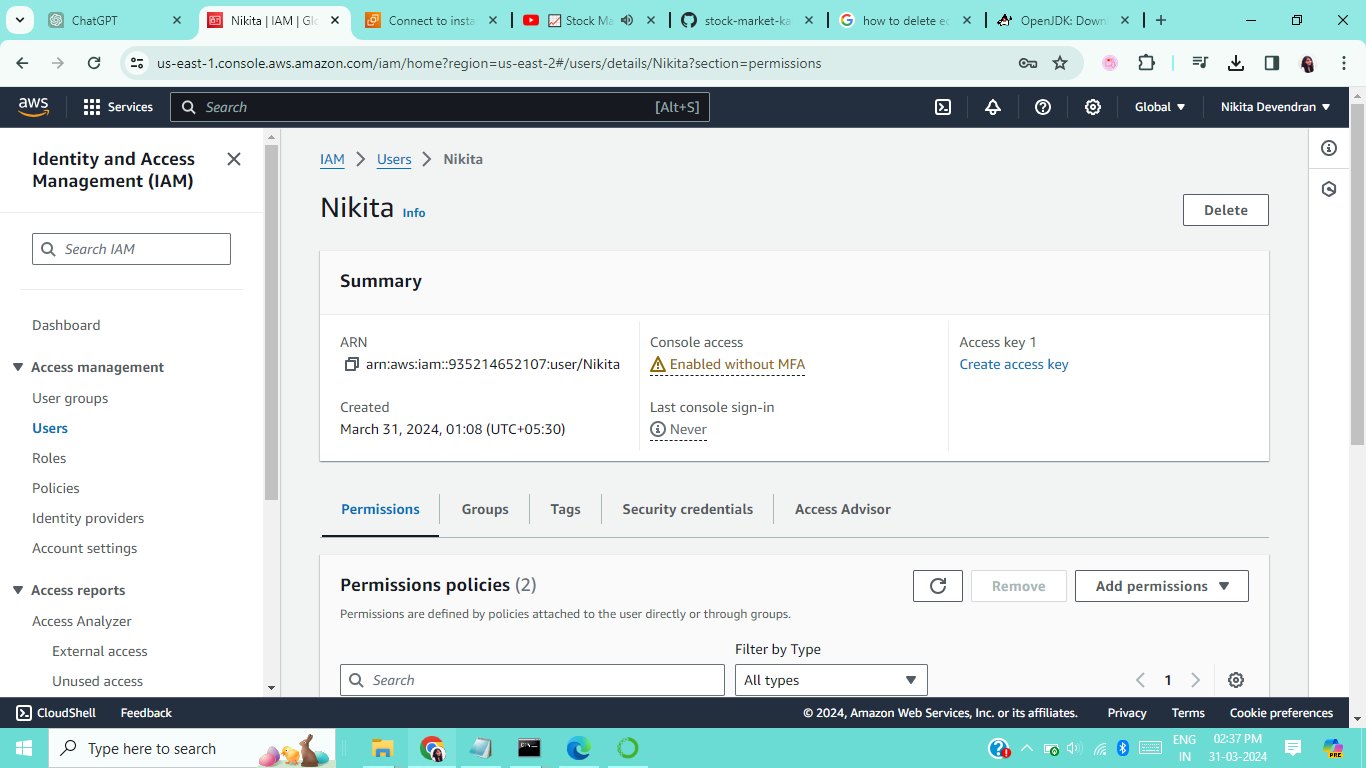 ChatGPT
Nikita | IAM | Glo
Connect to insta
Stock Ma
stock-market-ka
how to delete ec
OpenJDK: Down
us-east-1.console.aws.amazon.com/iam/home?region=us-east-2#/users/details/Nikita?section=permissions
aws
Services
Search
[Alt+S]
Global
Nikita Devendran
Identity and Access
Management (IAM)
Search IAM
Dashboard
Access management
User groups
Users
Roles
Policies
Identity providers
Account settings
Access reports
Access Analyzer
External access
Unused access
IAM
Users
Nikita
Nikita Info
Delete
Summary
ARN
arn:aws:iam::935214652107:user/Nikita
Created
March 31, 2024, 01:08 (UTC+05:30)
Console access
Enabled without MFA
Last console sign-in
Never
Access key 1
Create access key
Permissions
Groups
Tags
Security credentials
Access Advisor
Permissions policies (2)
Permissions are defined by policies attached to the user directly or through groups.
Remove
Add permissions
Filter by Type
Search
All types
1
CloudShell
Feedback
© 2024, Amazon Web Services, Inc. or its affiliates.
Privacy
Terms
Cookie preferences
Type here to search
ENG
IN
02:37 PM
31-03-2024
PRE